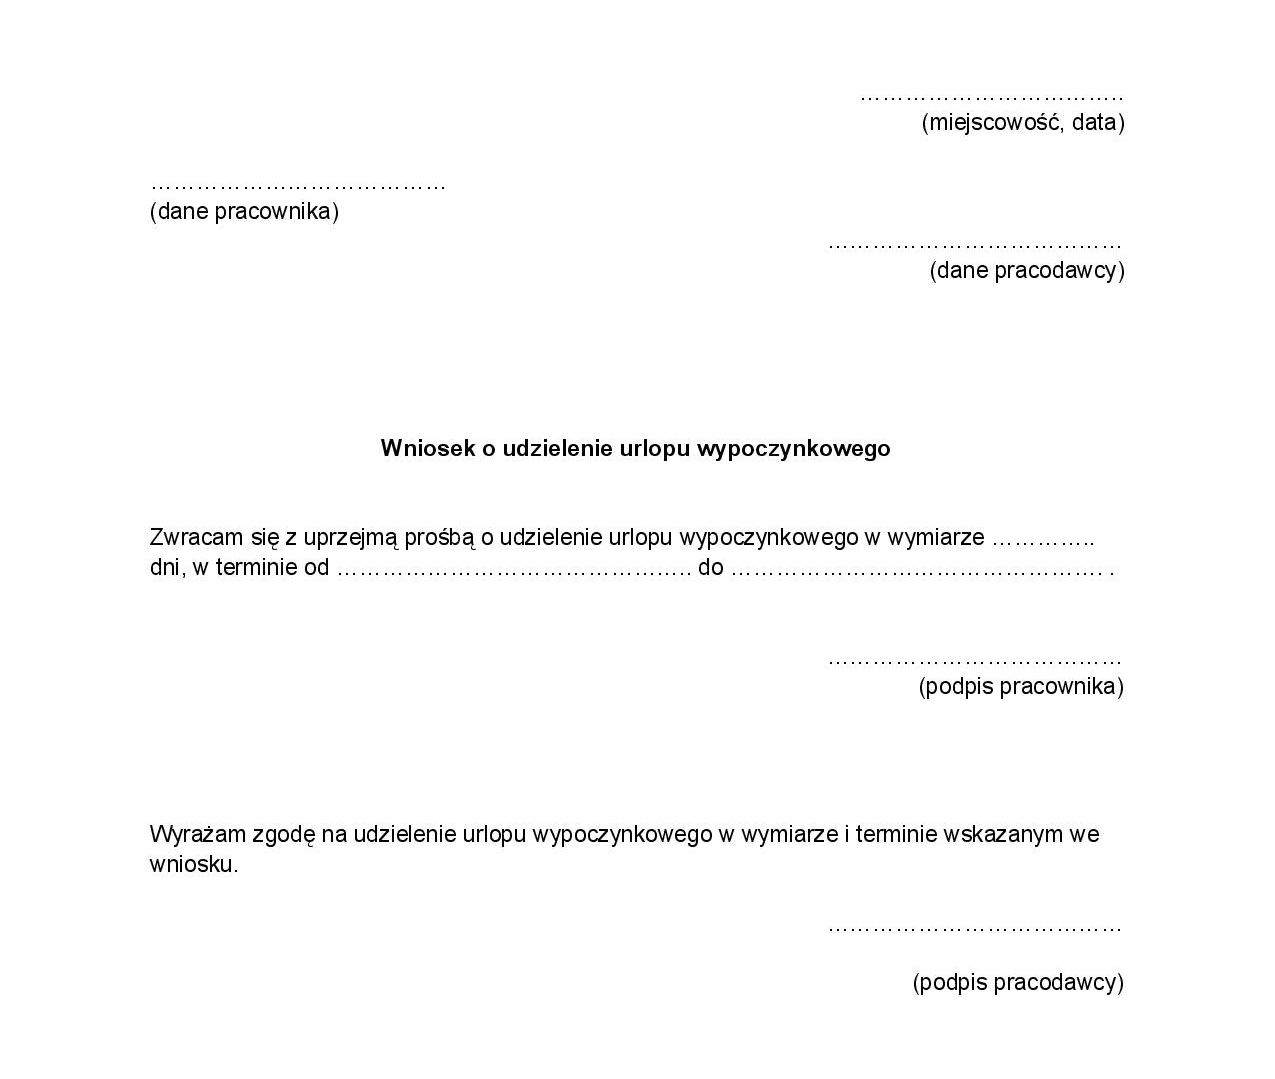 ……………………………..
(miejscowość, data)
…………………………………
(dane pracownika)
…………………………………
(dane pracodawcy)
Wniosek o udzielenie urlopu wypoczynkowego
Zwracam się z uprzejmą prośbą o udzielenie urlopu wypoczynkowego w wymiarze …………..
dni, w terminie od ……………………………………….. do …………………………………………. .
…………………………………
(podpis pracownika)
Wyrażam zgodę na udzielenie urlopu wypoczynkowego w wymiarze i terminie wskazanym we
wniosku.
…………………………………
(podpis pracodawcy)